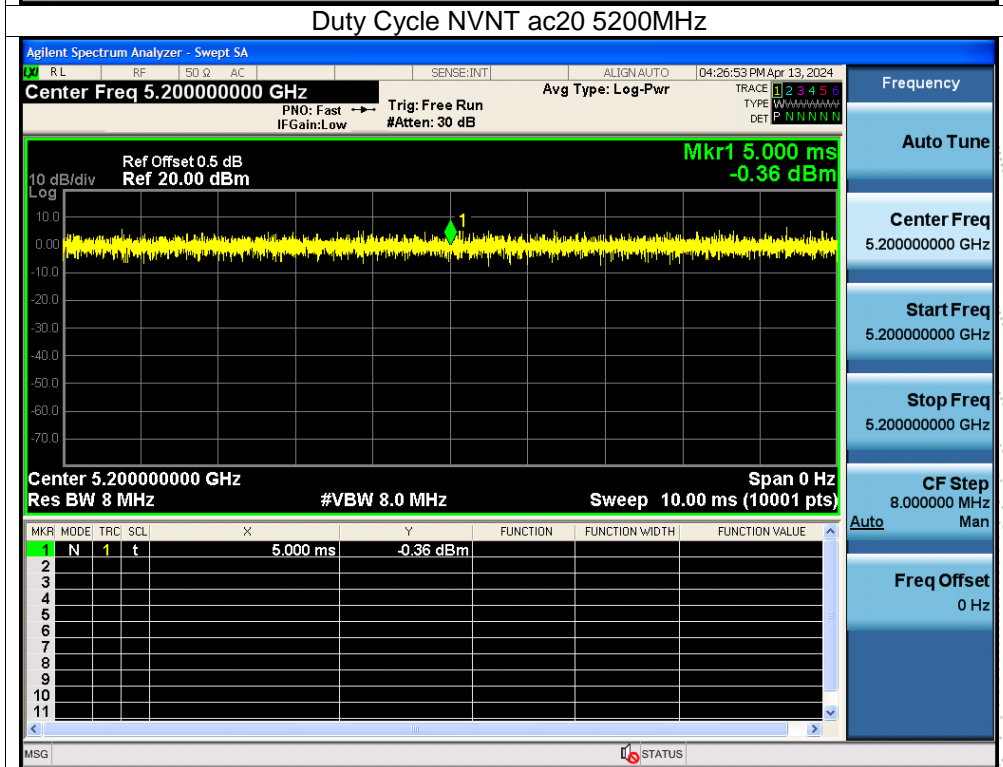 Duty Cycle NVNT ac20 5200MHz
Agilent Spectrum Analyzer - Swept SA
LXI RL RF 50 Ω AC SENSE:INT ALIGN AUTO 04:26:53 PM Apr 13, 2024
Center Freq 5.200000000 GHz Avg Type: Log-Pwr TRACE 1 2 3 4 5 6
PNO: Fast Trig: Free Run TYPE WWWWWW
IFGain:Low #Atten: 30 dB DET P N N N N N
Frequency
Mkr1 5.000 ms
-0.36 dBm
Ref Offset 0.5 dB
10 dB/div Ref 20.00 dBm
Log
10.0
0.00
-10.0
-20.0
-30.0
-40.0
-50.0
-60.0
-70.0
1
Center 5.200000000 GHz Span 0 Hz
Res BW 8 MHz #VBW 8.0 MHz Sweep 10.00 ms (10001 pts)
MKR MODE TRC SCL X Y FUNCTION FUNCTION WIDTH FUNCTION VALUE
1 N 1 t 5.000 ms -0.36 dBm
2
3
4
5
6
7
8
9
10
11
Auto Tune
Center Freq
5.200000000 GHz
Start Freq
5.200000000 GHz
Stop Freq
5.200000000 GHz
CF Step
8.000000 MHz
Auto Man
Freq Offset
0 Hz
MSG STATUS